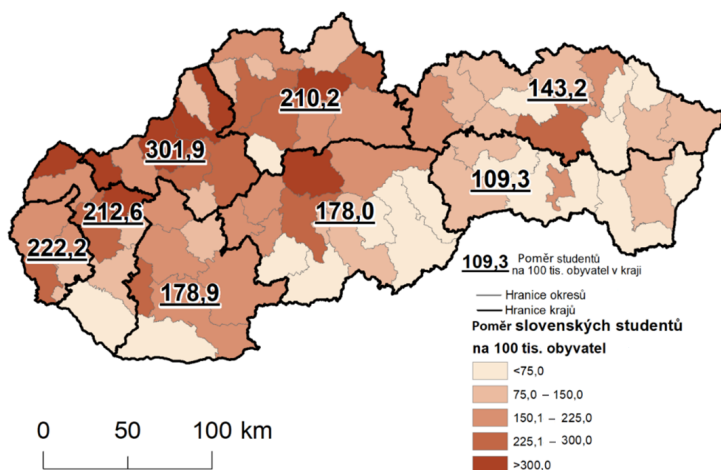 210,2
143,2
301,9
109,3
212,6
178,0
222,2
178,9
109,3 Poměr studentů
na 100 tis. obyvatel v kraji
Hranice okresů
Hranice krajů
Poměr slovenských studentů
na 100 tis. obyvatel
<75,0
75,0 – 150,0
150,1 – 225,0
225,1 – 300,0
>300,0
0 50 100 km